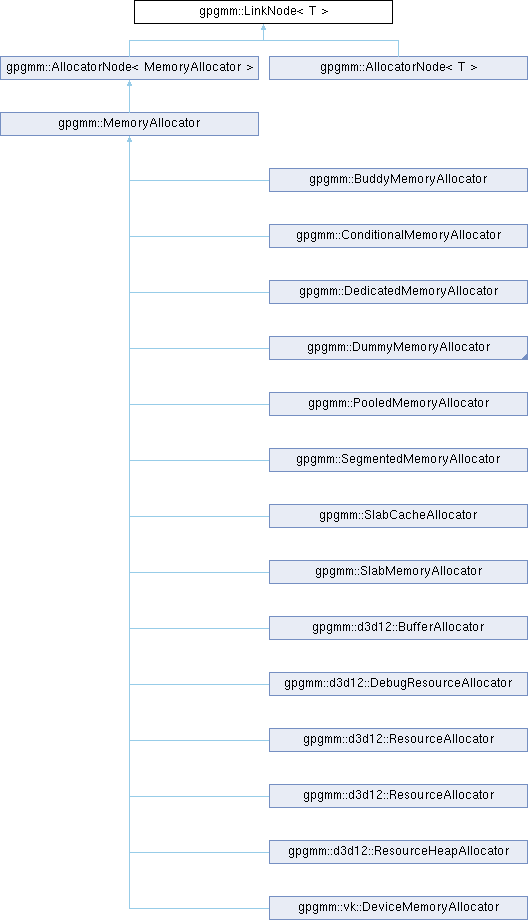 gpgmm::LinkNode< T >
gpgmm::AllocatorNode< MemoryAllocator >
gpgmm::AllocatorNode< T >
gpgmm::MemoryAllocator
gpgmm::BuddyMemoryAllocator
gpgmm::ConditionalMemoryAllocator
gpgmm::DedicatedMemoryAllocator
gpgmm::DummyMemoryAllocator
gpgmm::PooledMemoryAllocator
gpgmm::SegmentedMemoryAllocator
gpgmm::SlabCacheAllocator
gpgmm::SlabMemoryAllocator
gpgmm::d3d12::BufferAllocator
gpgmm::d3d12::DebugResourceAllocator
gpgmm::d3d12::ResourceAllocator
gpgmm::d3d12::ResourceAllocator
gpgmm::d3d12::ResourceHeapAllocator
gpgmm::vk::DeviceMemoryAllocator